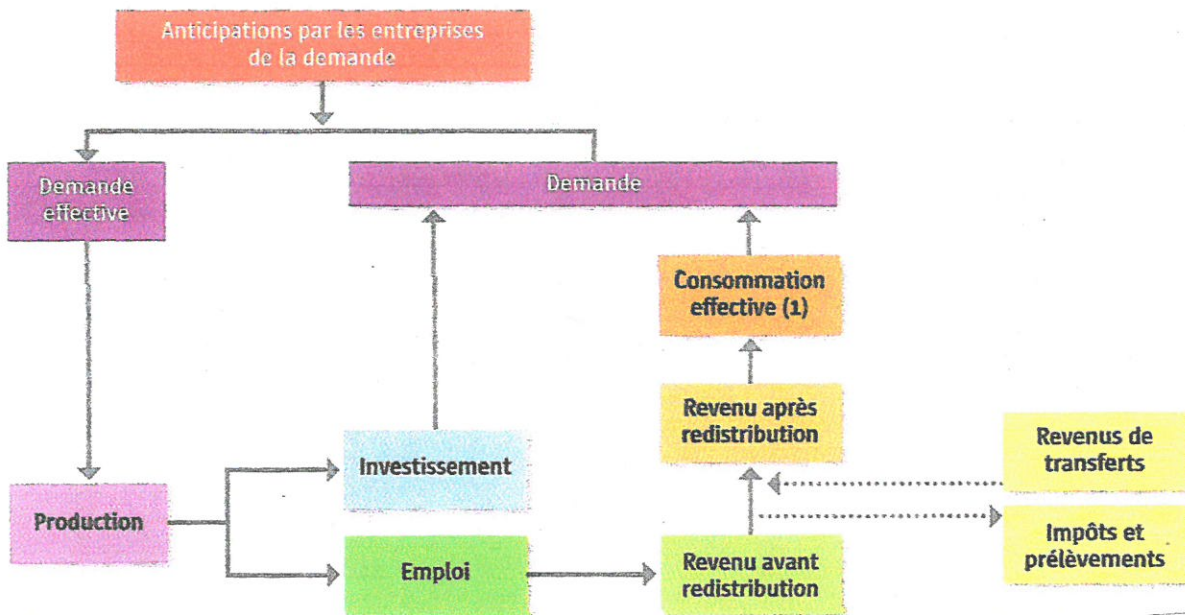 Anticipations par les entreprises
de la demande
Demande
effective
Demande
Consommation
effective (1)
Revenu après
redistribution
Revenus de
transferts
Investissement
Production
Impôts et
prélèvements
Emploi
Revenu avant
redistribution